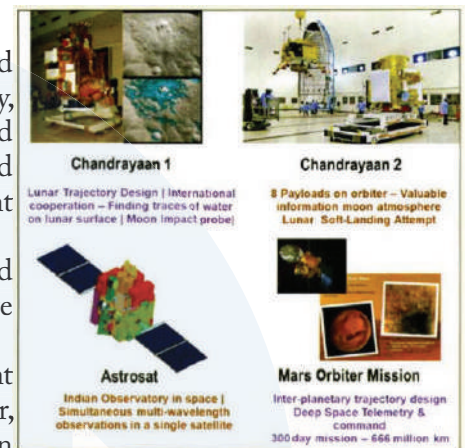 d
y,
d
d
at
d
e
at
r,
n
Chandrayaan 1
Lunar Trajectory Design | International
cooperation – Finding traces of water
on lunar surface | Moon Impact probe|
Chandrayaan 2
8 Payloads on orbiter – Valuable
information moon atmosphere
Lunar Soft-Landing Attempt
Astrosat
Indian Observatory in space |
Simultaneous multi-wavelength
observations in a single satellite
Mars Orbiter Mission
Inter-planetary trajectory design
Deep Space Telemetry &
command
300 day mission – 666 million km